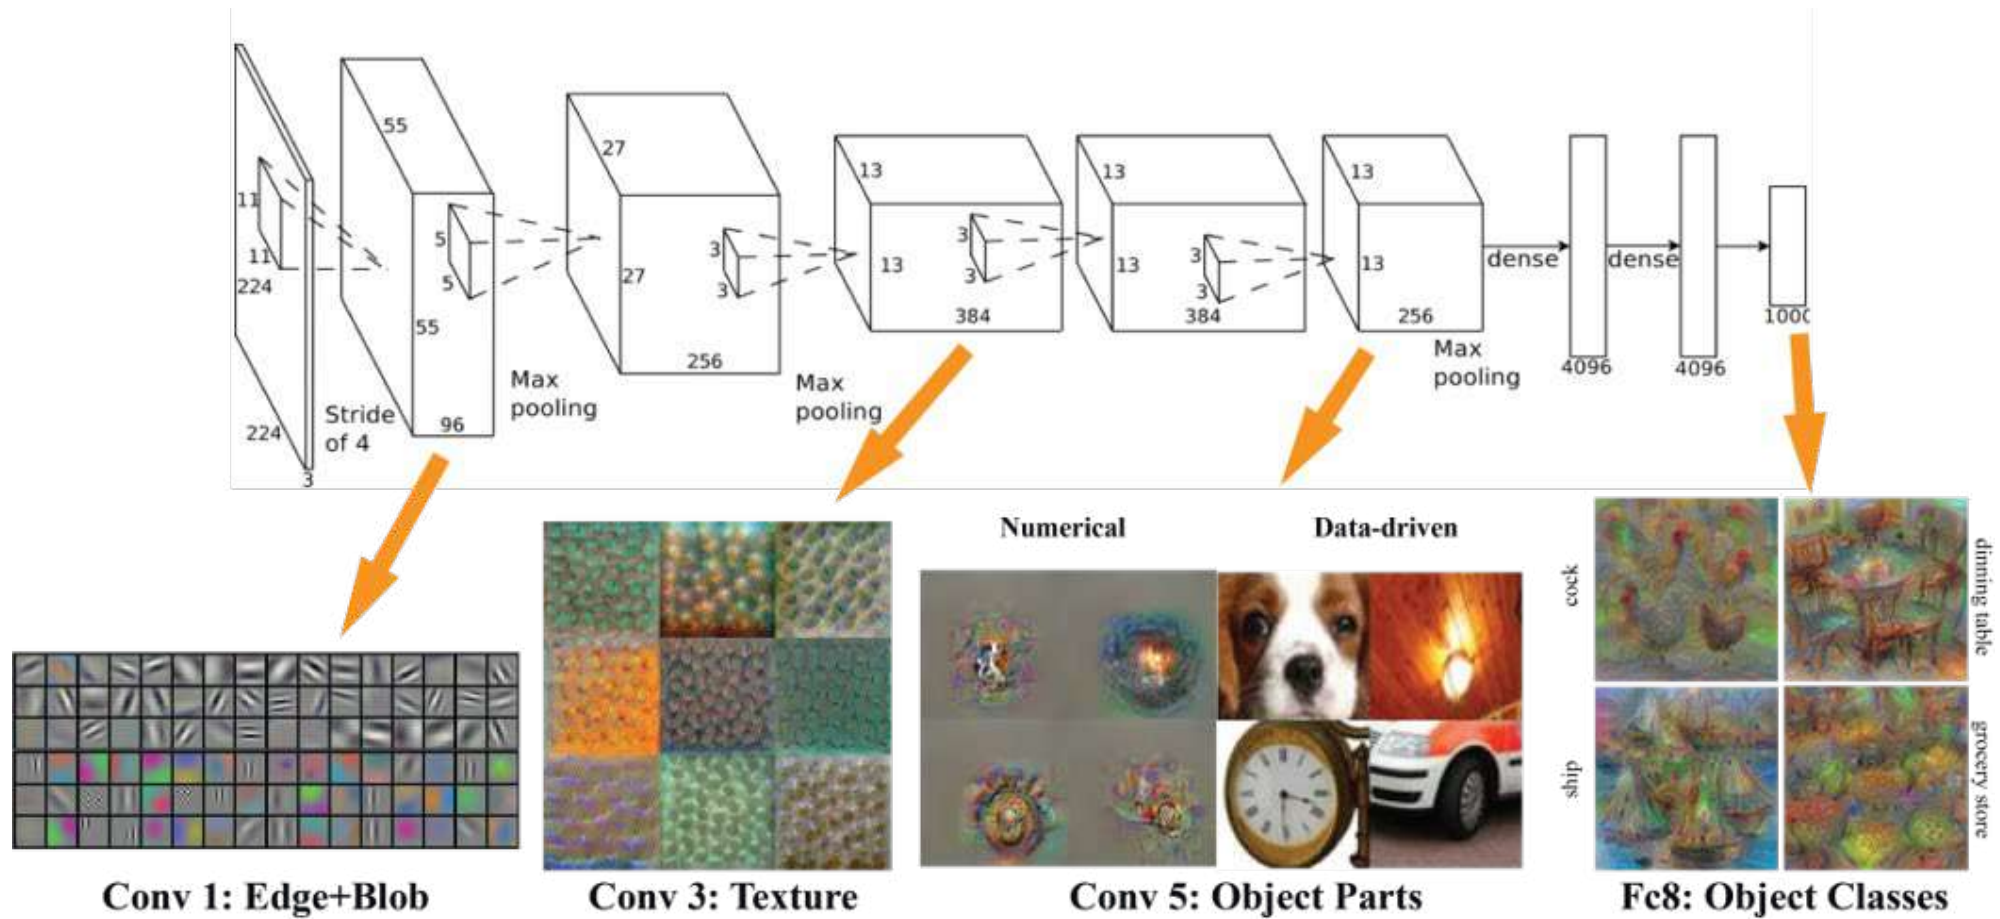 55
27
13
13
13
11
11
224
224
3
Stride
of 4
5
5
55
96
Max
pooling
27
3
3
256
Max
pooling
13
3
3
384
13
3
3
384
13
256
Max
pooling
dense
4096
dense
4096
1000
Numerical
Data-driven
cock
dinning table
ship
grocery store
Conv 1: Edge+Blob
Conv 3: Texture
Conv 5: Object Parts
Fc8: Object Classes